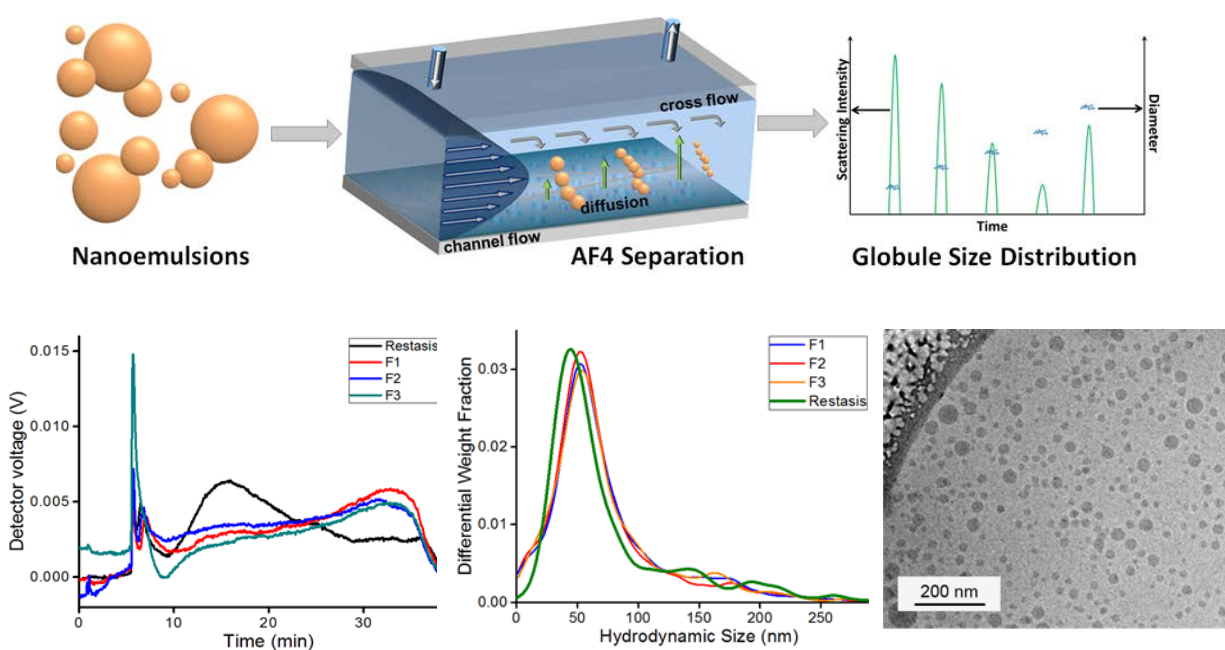 cross flow
diffusion
channel flow
Scattering Intensity
Diameter
Time
Nanoemulsions
AF4 Separation
Globule Size Distribution
Detector voltage (V)
0.015
0.010
0.005
0.000
0
10
20
30
Time (min)
Restasis
F1
F2
F3
Differential Weight Fraction
0.03
0.02
0.01
0.00
0
50
100
150
200
250
Hydrodynamic Size (nm)
F1
F2
F3
Restasis
200 nm